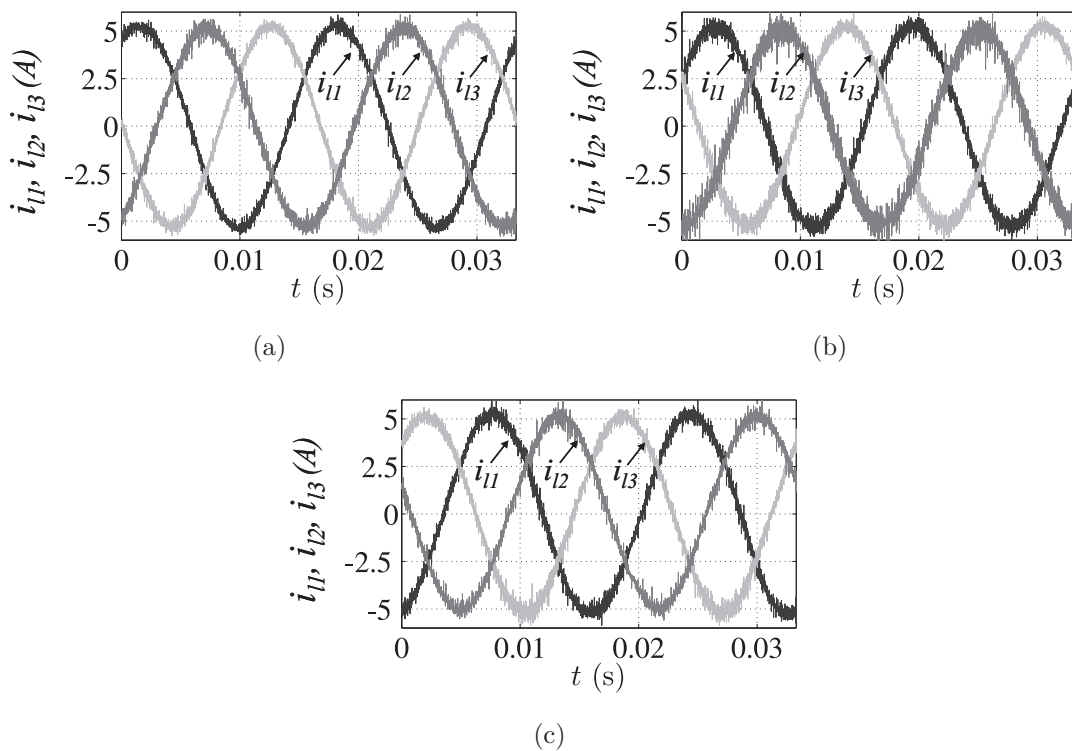 i_{l1}, i_{l2}, i_{l3} (A)
5
2.5
0
-2.5
-5
i_{l1} i_{l2} i_{l3}
0 0.01 0.02 0.03
t (s)
(a)
i_{l1}, i_{l2}, i_{l3} (A)
5
2.5
0
-2.5
-5
i_{l1} i_{l2} i_{l3}
0 0.01 0.02 0.03
t (s)
(b)
i_{l1}, i_{l2}, i_{l3} (A)
5
2.5
0
-2.5
-5
i_{l1} i_{l2} i_{l3}
0 0.01 0.02 0.03
t (s)
(c)